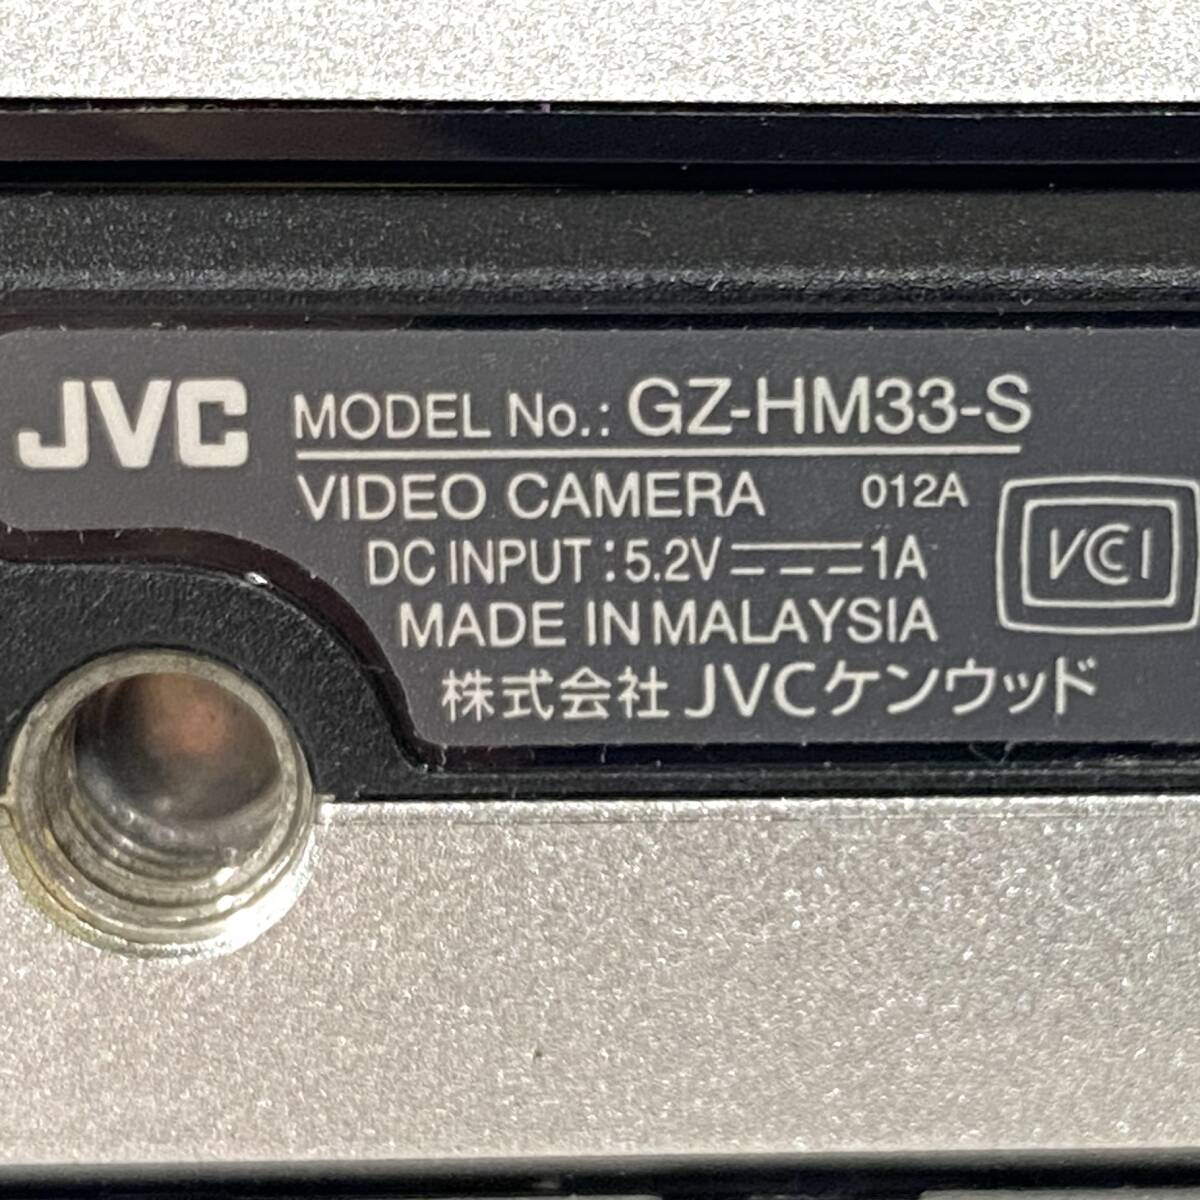 JVC MODEL No.: GZ-HM33-S
VIDEO CAMERA 012A
DC INPUT : 5.2V ⎓ 1A
VCCI
MADE IN MALAYSIA
株式会社 JVCケンウッド